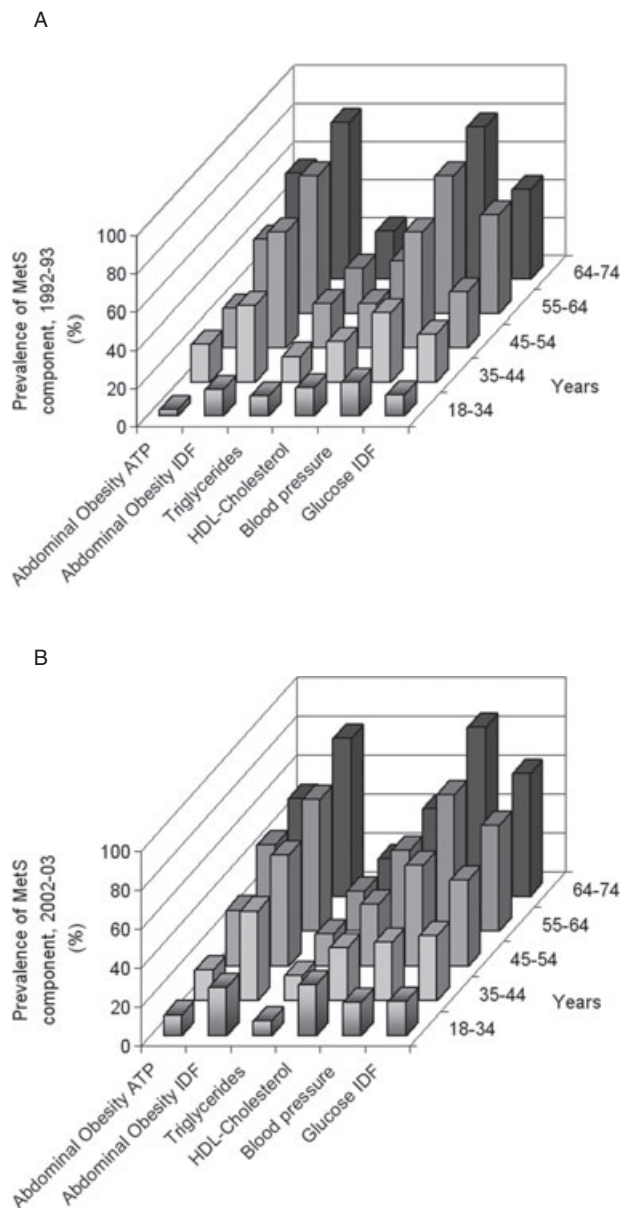 A
Prevalence of MetS
component, 1992-93
(%)
100
80
60
40
20
0
64-74
55-64
45-54
35-44
18-34
Years
Abdominal Obesity ATP
Abdominal Obesity IDF
Triglycerides
HDL-Cholesterol
Blood pressure
Glucose IDF
B
Prevalence of MetS
component, 2002-03
(%)
100
80
60
40
20
0
64-74
55-64
45-54
35-44
18-34
Years
Abdominal Obesity ATP
Abdominal Obesity IDF
Triglycerides
HDL-Cholesterol
Blood pressure
Glucose IDF